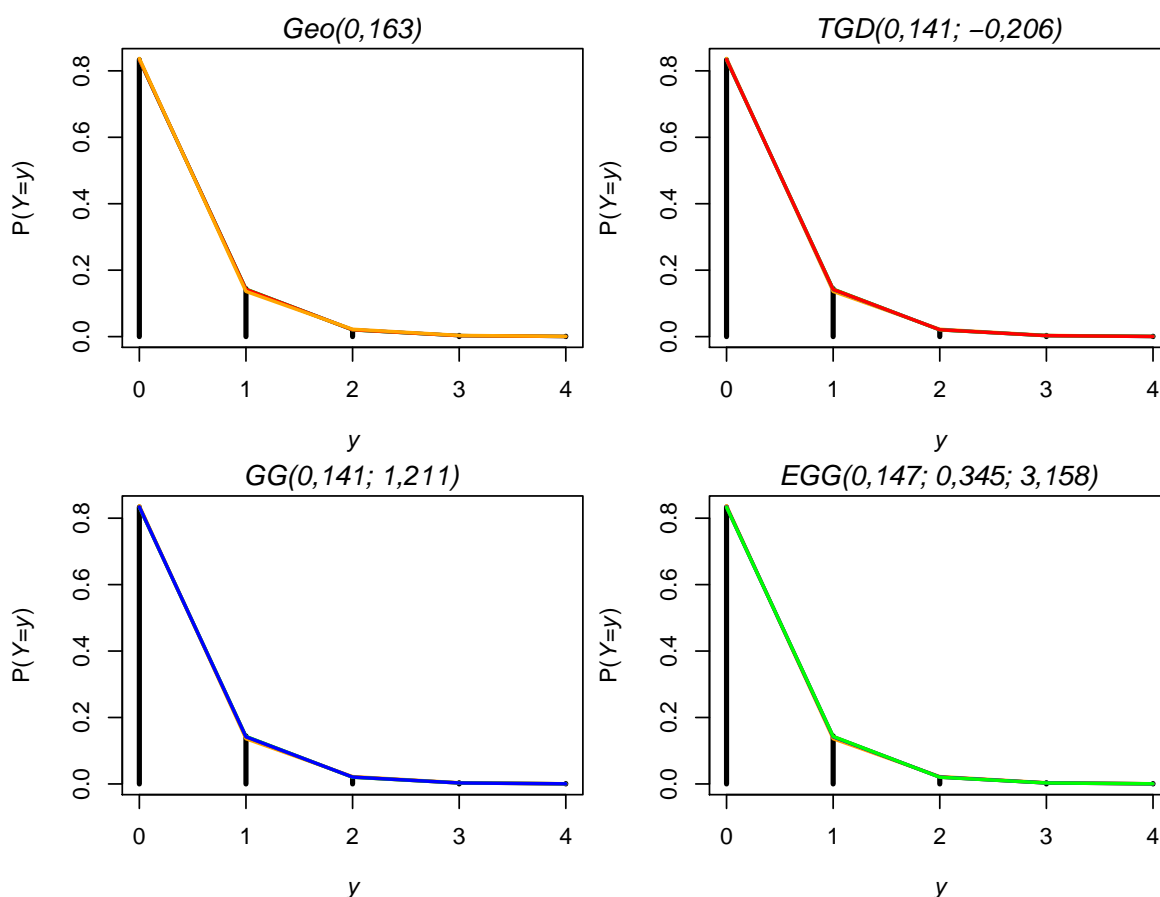 Geo(0,163)
P(Y=y)
0.0 0.2 0.4 0.6 0.8
0 1 2 3 4
y
TGD(0,141; −0,206)
P(Y=y)
0.0 0.2 0.4 0.6 0.8
0 1 2 3 4
y
GG(0,141; 1,211)
P(Y=y)
0.0 0.2 0.4 0.6 0.8
0 1 2 3 4
y
EGG(0,147; 0,345; 3,158)
P(Y=y)
0.0 0.2 0.4 0.6 0.8
0 1 2 3 4
y